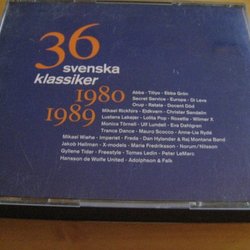 36
svenska
klassiker
1980
1989
Abba · Titiyo · Ebba Grön
Secret Service · Europe · Di Leva
Orup · Ratata · Docent Död
Mikael Rickfors · Eldkvarn · Christer Sandelin
Lustans Lakejer · Lolita Pop · Roxette · Wilmer X
Monica Törnell · Ulf Lundell · Eva Dahlgren
Trance Dance · Mauro Scocco · Anne-Lie Rydé
Mikael Wiehe · Imperiet · Freda · Dan Hylander & Raj Montana Band
Jakob Hellman · X-models · Marie Fredriksson · Norum/Nilsson
Gyllene Tider · Freestyle · Tomas Ledin · Peter LeMarc
Hansson de Wolfe United · Adolphson & Falk